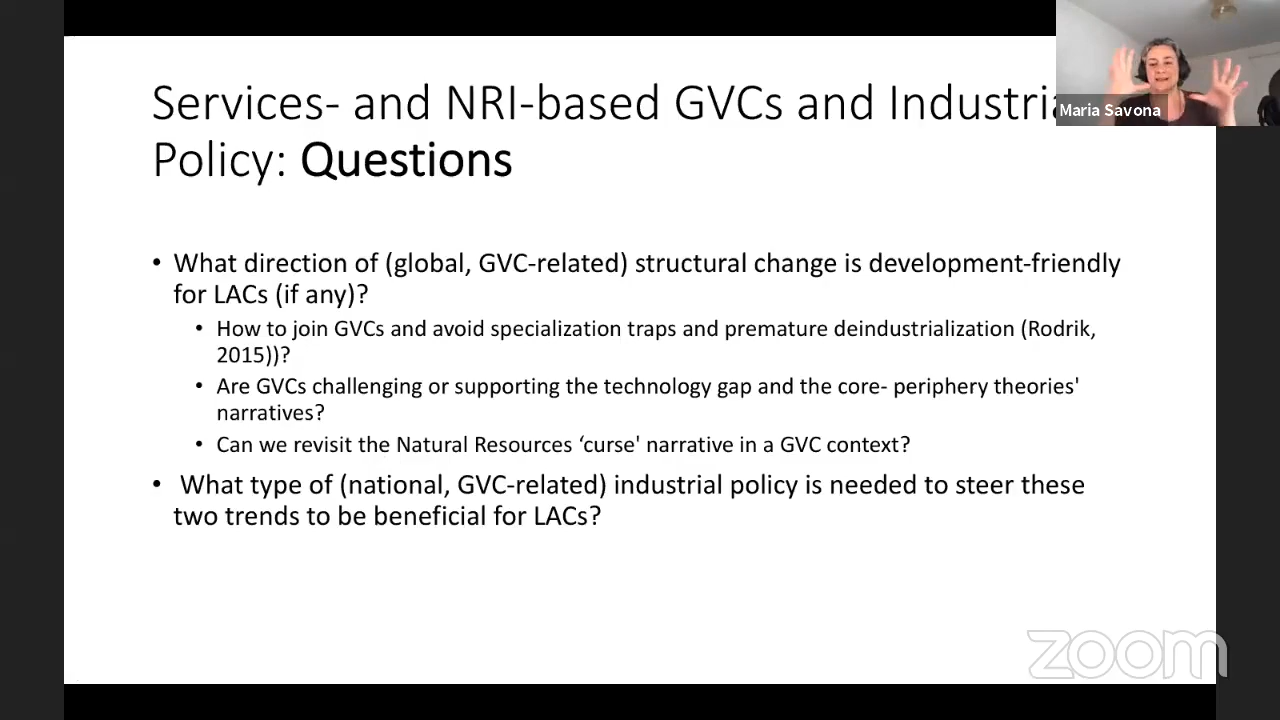 Services- and NRI-based GVCs and Industria
Policy: Questions
Maria Savona
• What direction of (global, GVC-related) structural change is development-friendly
for LACs (if any)?
• How to join GVCs and avoid specialization traps and premature deindustrialization (Rodrik,
2015))?
• Are GVCs challenging or supporting the technology gap and the core- periphery theories'
narratives?
• Can we revisit the Natural Resources ‘curse' narrative in a GVC context?
• What type of (national, GVC-related) industrial policy is needed to steer these
two trends to be beneficial for LACs?
zoom